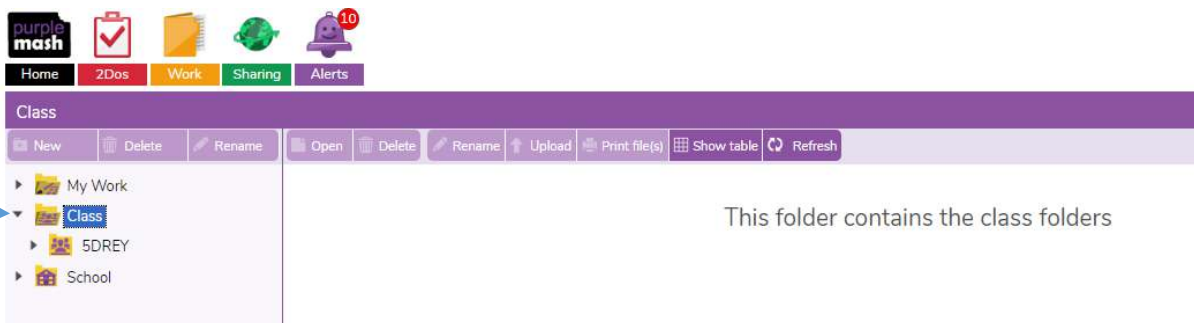 purple
mash
10
Home 2Dos Work Sharing Alerts
Class
New Delete Rename Open Delete Rename Upload Print file(s) Show table Refresh
My Work
Class
5DREY
School
This folder contains the class folders